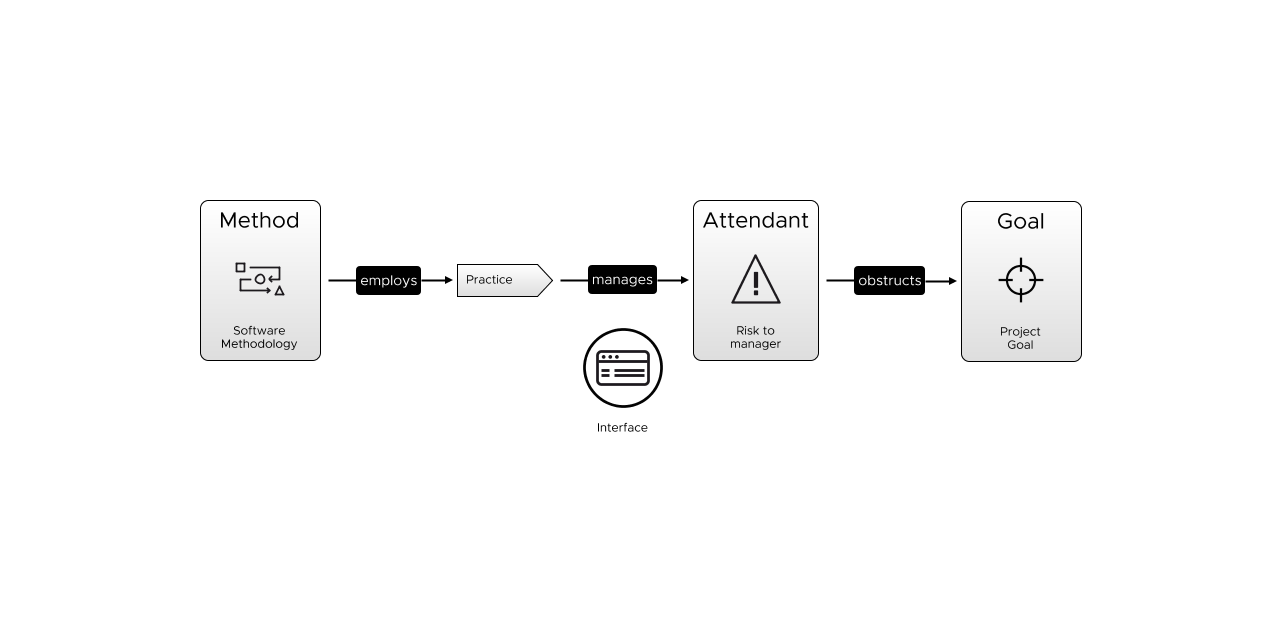 Method
Software
Methodology
employs
Practice
manages
Interface
Attendant
Risk to
manager
obstructs
Goal
Project
Goal